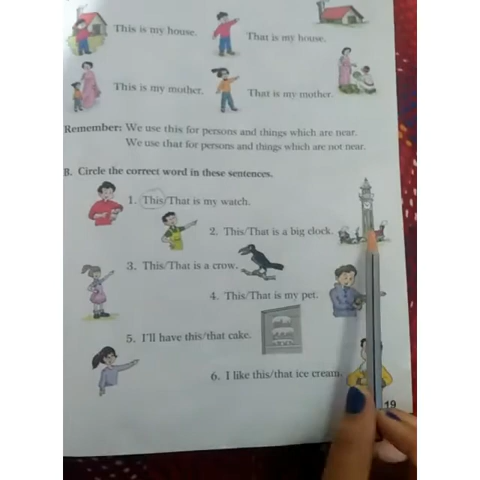 This is my house.
That is my house.
This is my mother.
That is my mother.
Remember: We use this for persons and things which are near.
We use that for persons and things which are not near.
B. Circle the correct word in these sentences.
1. This/That is my watch.
2. This/That is a big clock.
3. This/That is a crow.
4. This/That is my pet.
5. I'll have this/that cake.
6. I like this/that ice cream.
19